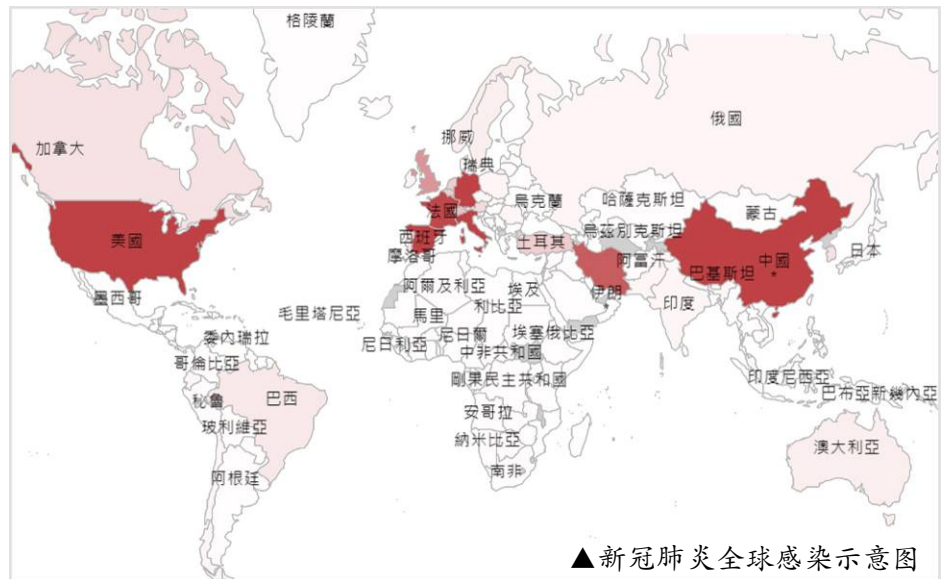 格陵蘭
俄國
挪威
加拿大
瑞典
烏克蘭
哈薩克斯坦
蒙古
法國
美國
西班牙
土耳其
烏茲別克斯坦
日本
摩洛哥
阿富汗
中國
巴基斯坦
墨西哥
阿爾及利亞
埃及
伊朗
印度
毛里塔尼亞
馬里
利比亞
委內瑞拉
尼日利亞
尼日爾
埃塞俄比亞
哥倫比亞
中非共和國
剛果民主共和國
印度尼西亞
巴布亞新幾內亞
秘魯
巴西
安哥拉
玻利維亞
納米比亞
澳大利亞
阿根廷
南非
▲新冠肺炎全球感染示意图